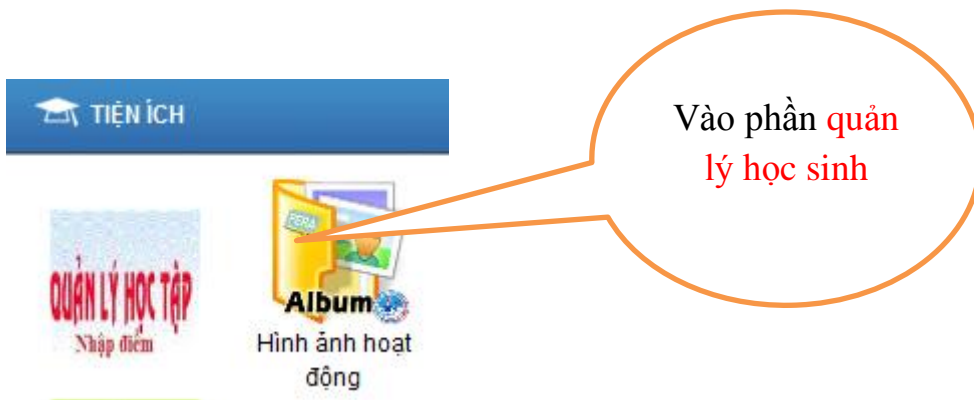 TIỆN ÍCH
Vào phần quản
lý học sinh
QUẢN LÝ HỌC TẬP
Nhập điểm
Album
Hình ảnh hoạt
động